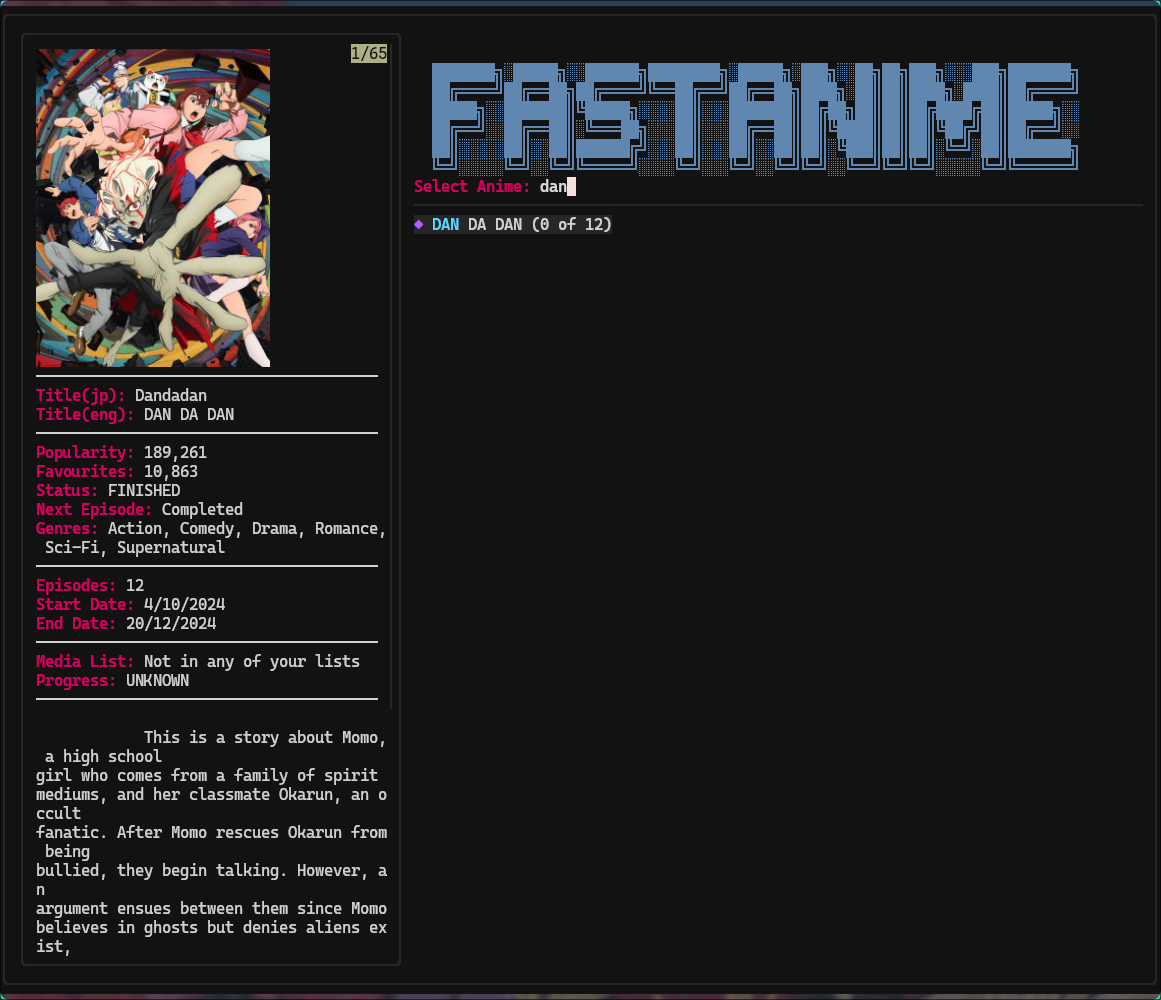 1/65
Title(jp): Dandadan
Title(eng): DAN DA DAN
Popularity: 189,261
Favourites: 10,863
Status: FINISHED
Next Episode: Completed
Genres: Action, Comedy, Drama, Romance,
Sci-Fi, Supernatural
Episodes: 12
Start Date: 4/10/2024
End Date: 20/12/2024
Media List: Not in any of your lists
Progress: UNKNOWN
This is a story about Momo,
a high school
girl who comes from a family of spirit
mediums, and her classmate Okarun, an o
ccult
fanatic. After Momo rescues Okarun from
being
bullied, they begin talking. However, a
n
argument ensues between them since Momo
believes in ghosts but denies aliens ex
ist,
FASTANIME
Select Anime: dan
◆ DAN DA DAN (0 of 12)